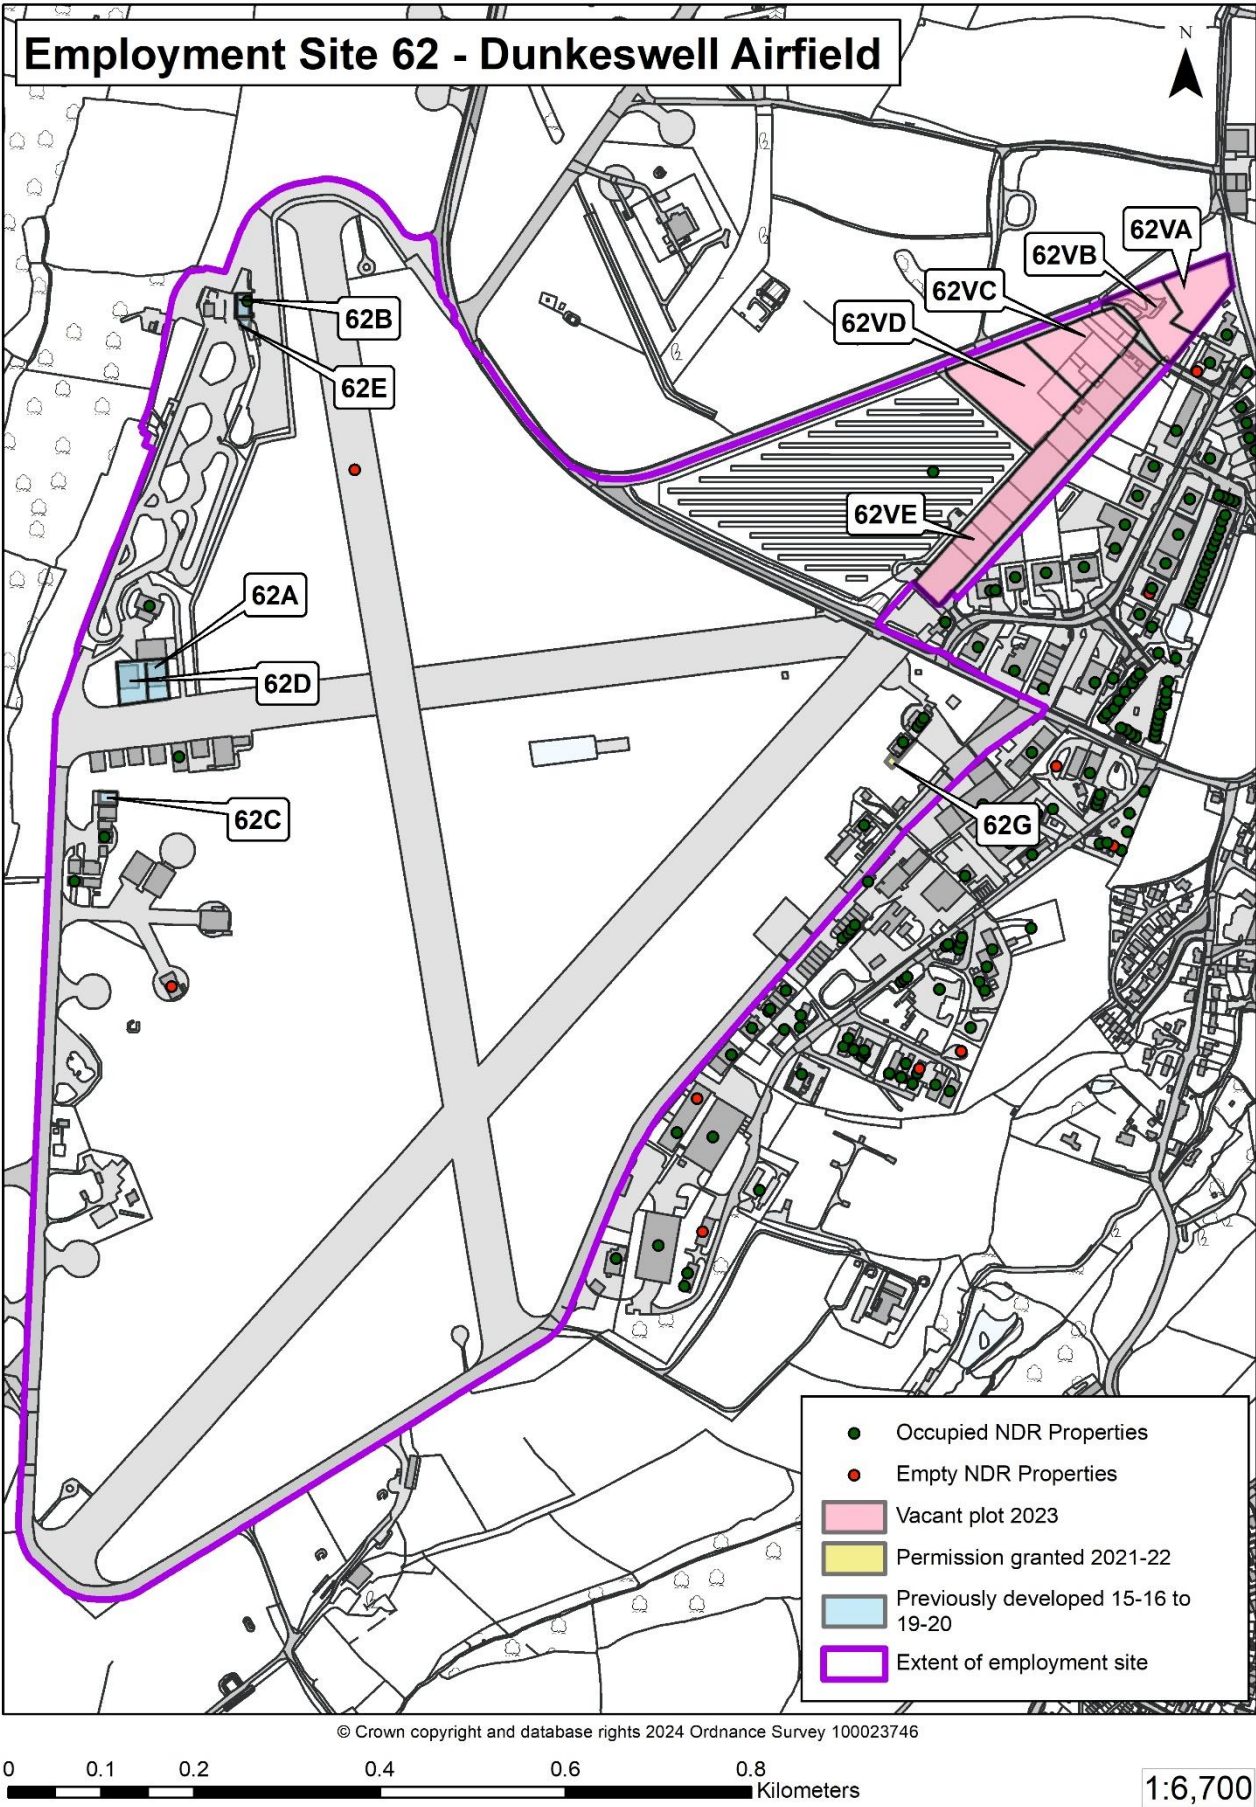 Employment Site 62 - Dunkeswell Airfield
N
62VA
62VB
62VC
62VD
62B
62E
62VE
62A
62D
62C
62G
Occupied NDR Properties
Empty NDR Properties
Vacant plot 2023
Permission granted 2021-22
Previously developed 15-16 to
19-20
Extent of employment site
© Crown copyright and database rights 2024 Ordnance Survey 100023746
0 0.1 0.2 0.4 0.6 0.8
Kilometers
1:6,700